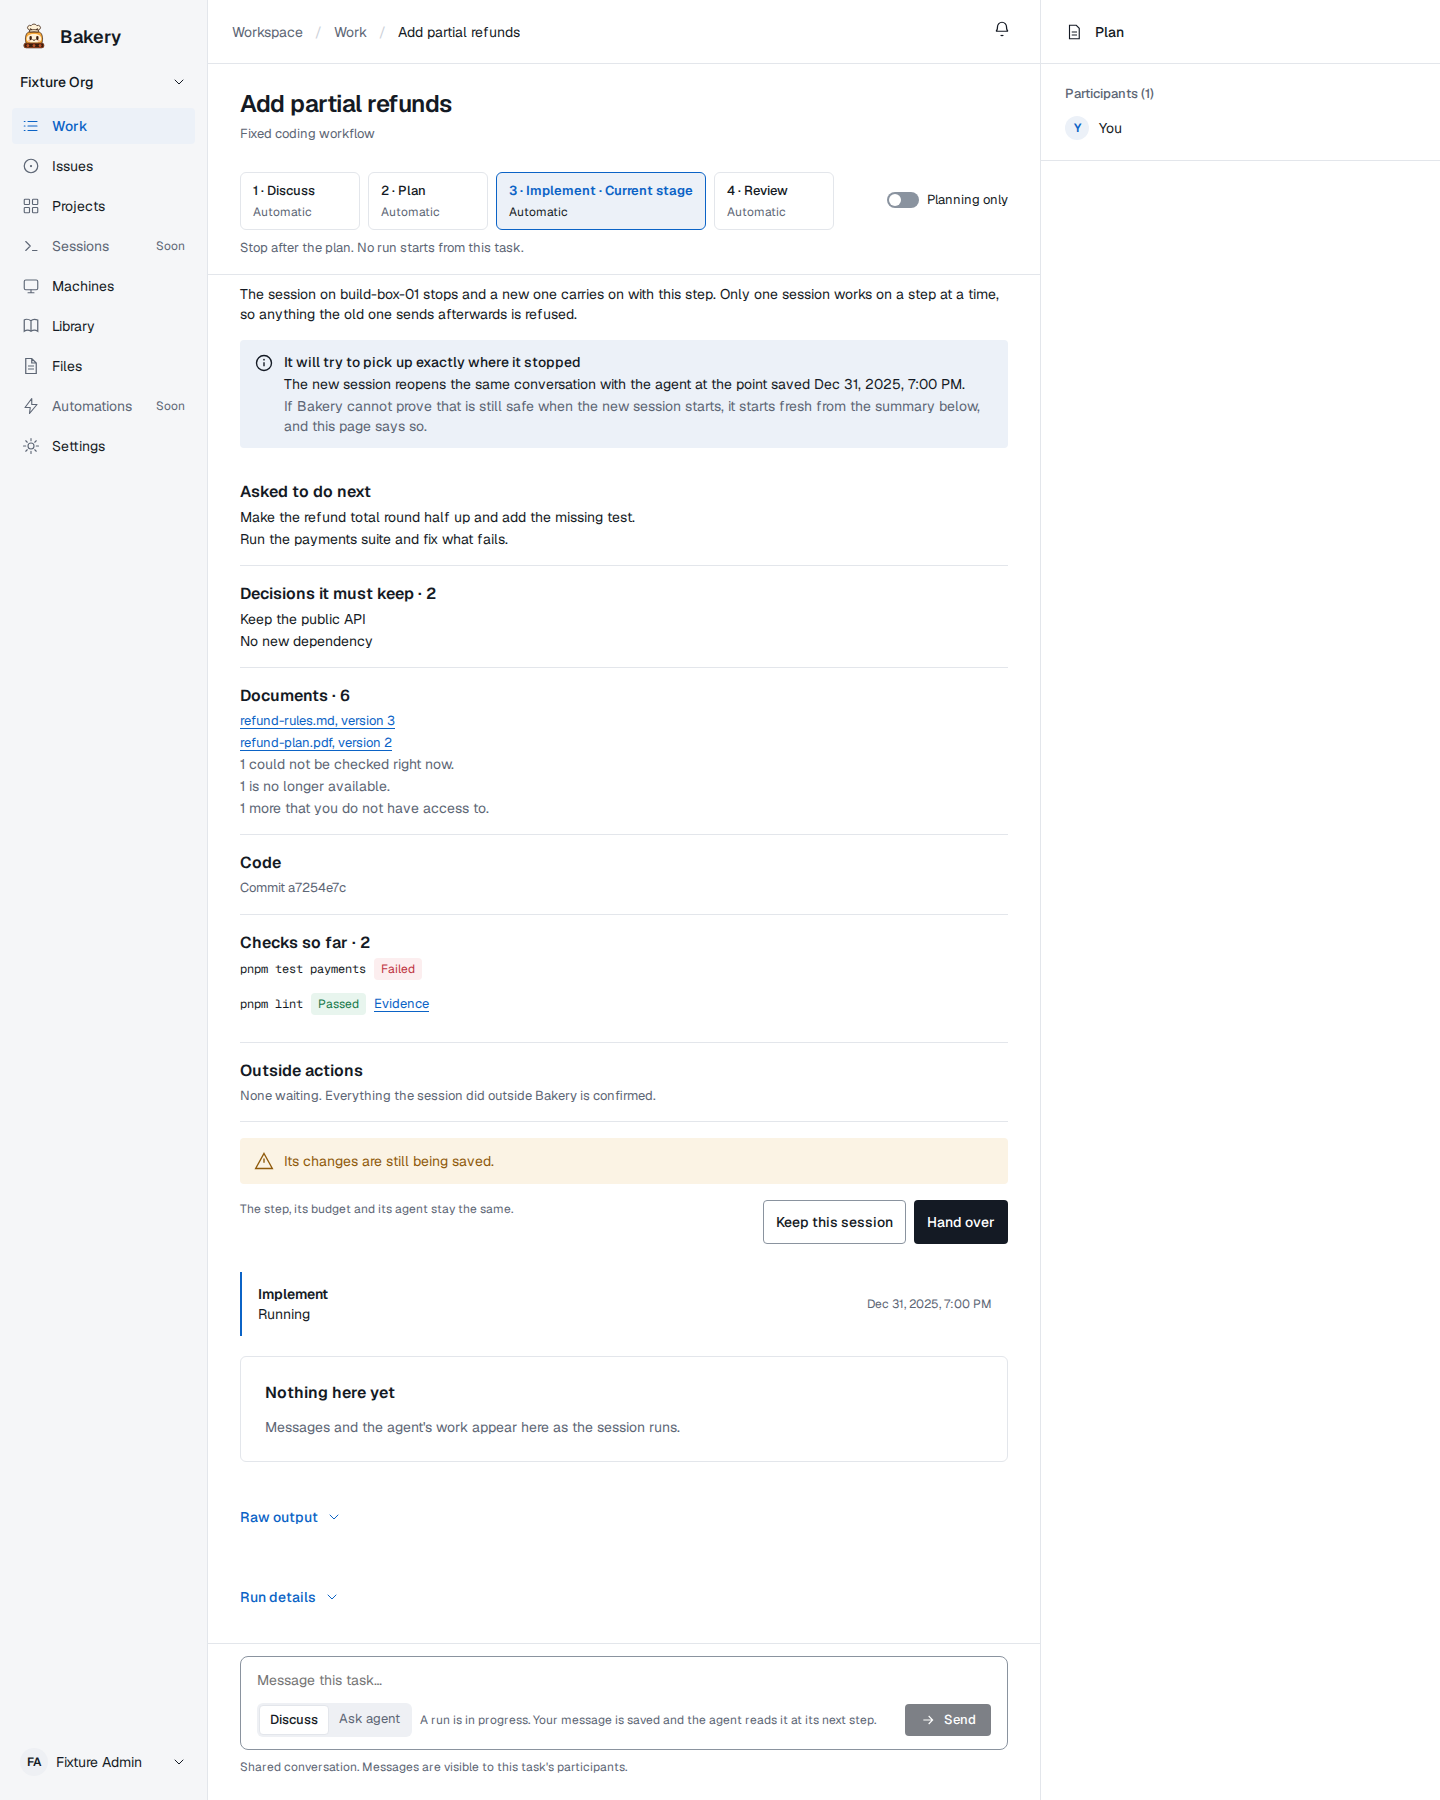 Bakery
Fixture Org
Work
Issues
Projects
Sessions Soon
Machines
Library
Files
Automations Soon
Settings
FA Fixture Admin
Workspace / Work / Add partial refunds
Add partial refunds
Fixed coding workflow
1 · Discuss
Automatic
2 · Plan
Automatic
3 · Implement · Current stage
Automatic
4 · Review
Automatic
Planning only
Stop after the plan. No run starts from this task.
The session on build-box-01 stops and a new one carries on with this step. Only one session works on a step at a time,
so anything the old one sends afterwards is refused.
It will try to pick up exactly where it stopped
The new session reopens the same conversation with the agent at the point saved Dec 31, 2025, 7:00 PM.
If Bakery cannot prove that is still safe when the new session starts, it starts fresh from the summary below,
and this page says so.
Asked to do next
Make the refund total round half up and add the missing test.
Run the payments suite and fix what fails.
Decisions it must keep · 2
Keep the public API
No new dependency
Documents · 6
refund-rules.md, version 3
refund-plan.pdf, version 2
1 could not be checked right now.
1 is no longer available.
1 more that you do not have access to.
Code
Commit a7254e7c
Checks so far · 2
pnpm test payments Failed
pnpm lint Passed Evidence
Outside actions
None waiting. Everything the session did outside Bakery is confirmed.
Its changes are still being saved.
The step, its budget and its agent stay the same.
Keep this session
Hand over
Implement
Running
Dec 31, 2025, 7:00 PM
Nothing here yet
Messages and the agent's work appear here as the session runs.
Raw output
Run details
Message this task...
Discuss Ask agent A run is in progress. Your message is saved and the agent reads it at its next step.
Send
Shared conversation. Messages are visible to this task's participants.
Plan
Participants (1)
Y You